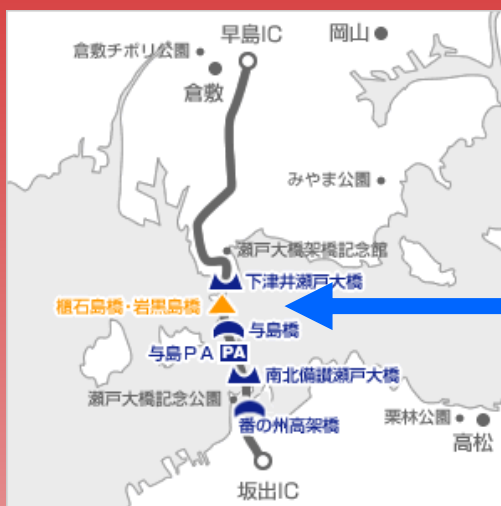 早島IC
岡山
倉敷チボリ公園
倉敷
みやま公園
瀬戸大橋架橋記念館
下津井瀬戸大橋
櫃石島橋・岩黒島橋
与島橋
与島PA PA
南北備讃瀬戸大橋
瀬戸大橋記念公園
番の州高架橋
栗林公園
高松
坂出IC